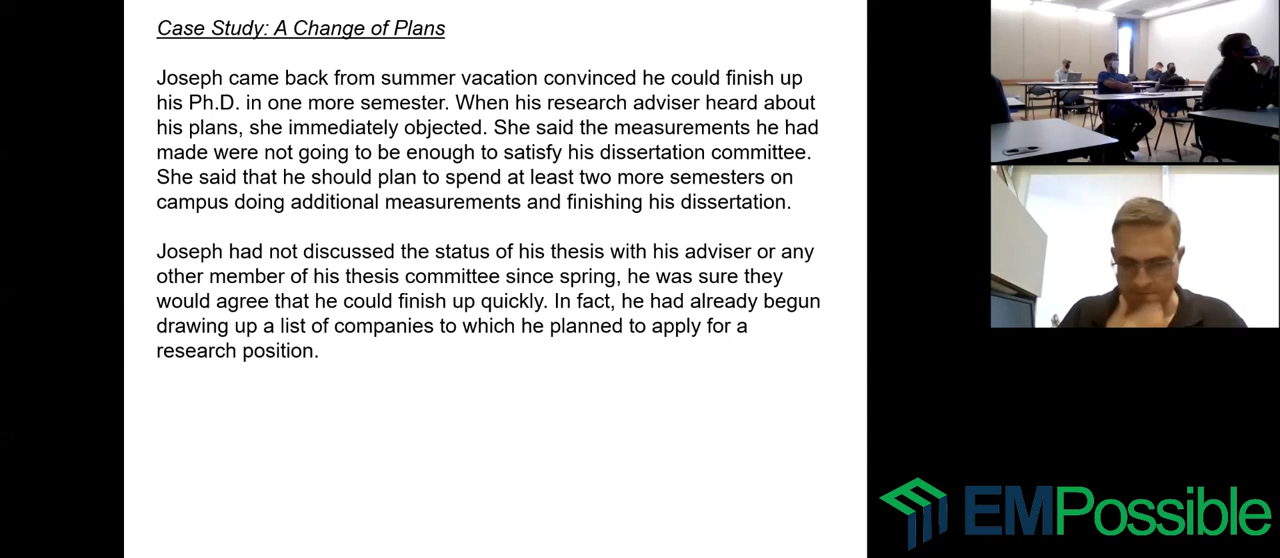 Case Study: A Change of Plans
Joseph came back from summer vacation convinced he could finish up
his Ph.D. in one more semester. When his research adviser heard about
his plans, she immediately objected. She said the measurements he had
made were not going to be enough to satisfy his dissertation committee.
She said that he should plan to spend at least two more semesters on
campus doing additional measurements and finishing his dissertation.
Joseph had not discussed the status of his thesis with his adviser or any
other member of his thesis committee since spring, he was sure they
would agree that he could finish up quickly. In fact, he had already begun
drawing up a list of companies to which he planned to apply for a
research position.
EMPossible